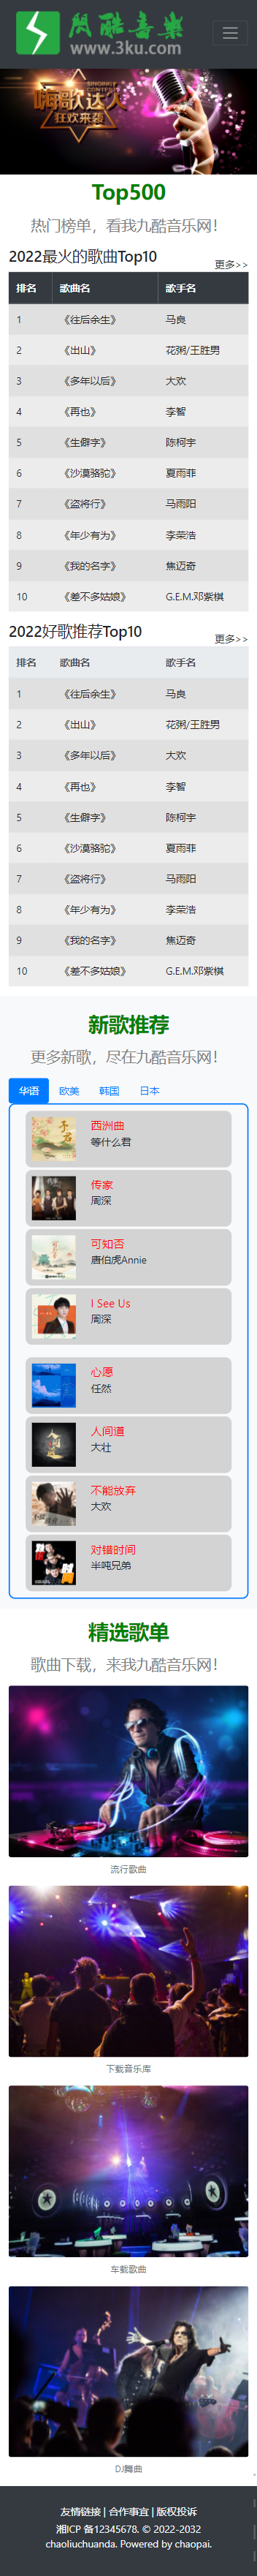 九酷音乐
www.3ku.com
SINGING
CONTEST
嗨歌达人
狂欢来袭
Top500
热门榜单，看我九酷音乐网！
2022最火的歌曲Top10
更多>>
排名 歌曲名 歌手名
1 《往后余生》 马良
2 《出山》 花粥/王胜男
3 《多年以后》 大欢
4 《再也》 李智
5 《生僻字》 陈柯宇
6 《沙漠骆驼》 夏雨菲
7 《盗将行》 马雨阳
8 《年少有为》 李荣浩
9 《我的名字》 焦迈奇
10 《差不多姑娘》 G.E.M.邓紫棋
2022好歌推荐Top10
更多>>
排名 歌曲名 歌手名
1 《往后余生》 马良
2 《出山》 花粥/王胜男
3 《多年以后》 大欢
4 《再也》 李智
5 《生僻字》 陈柯宇
6 《沙漠骆驼》 夏雨菲
7 《盗将行》 马雨阳
8 《年少有为》 李荣浩
9 《我的名字》 焦迈奇
10 《差不多姑娘》 G.E.M.邓紫棋
新歌推荐
更多新歌，尽在九酷音乐网！
华语 欧美 韩国 日本
西洲曲
等什么君
传家
周深
可知否
唐伯虎Annie
I See Us
周深
心愿
任然
人间道
大壮
不能放弃
大欢
对错时间
半吨兄弟
精选歌单
歌曲下载，来我九酷音乐网！
流行歌曲
下载音乐库
车载歌曲
DJ舞曲
友情链接 | 合作事宜 | 版权投诉
湘ICP 备12345678. © 2022-2032
chaoliuchuanda. Powered by chaopai.